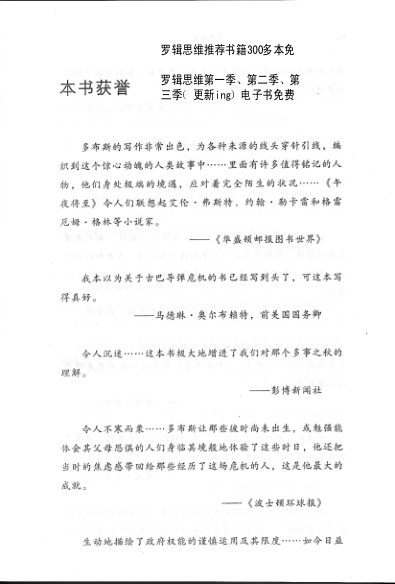 罗辑思维推荐书籍300多本免
本书获誉
罗辑思维第一季、第二季、第
三季( 更新ing) 电子书免费
多布斯的写作非常出色，为各种来源的线头穿针引线，编
织到这个惊心动魄的人类故事中……里面有许多值得铭记的人
物，他们身处极端的境遇，应对着完全陌生的状况……《午
夜将至》令人们联想起艾伦·弗斯特、约翰·勒卡雷和格雷
厄姆·格林等小说家。
——《华盛顿邮报图书世界》
我本以为关于古巴导弹危机的书已经写到头了，可这本写
得真好。
——马德琳·奥尔布赖特，前美国国务卿
令人沉迷……这本书极大地增进了我们对那个多事之秋的
理解。
——彭博新闻社
令人不寒而栗……多布斯让那些彼时尚未出生，或勉强能
体会其父母恐惧的人们身临其境般地体验了这些时日，他还把
当时的焦虑感带回给那些经历了这场危机的人，这是他最大的
成就。
——《波士顿环球报》
生动地描绘了政府权能的谨慎运用及其限度……如今日益